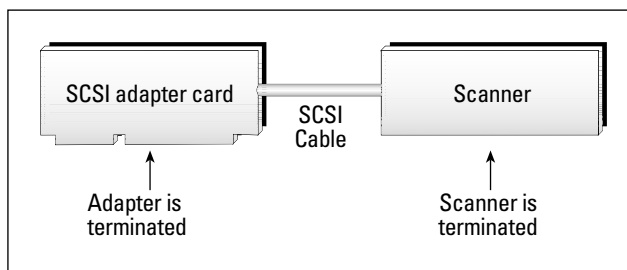 SCSI adapter card
Scanner
SCSI
Cable
Adapter is
terminated
Scanner is
terminated